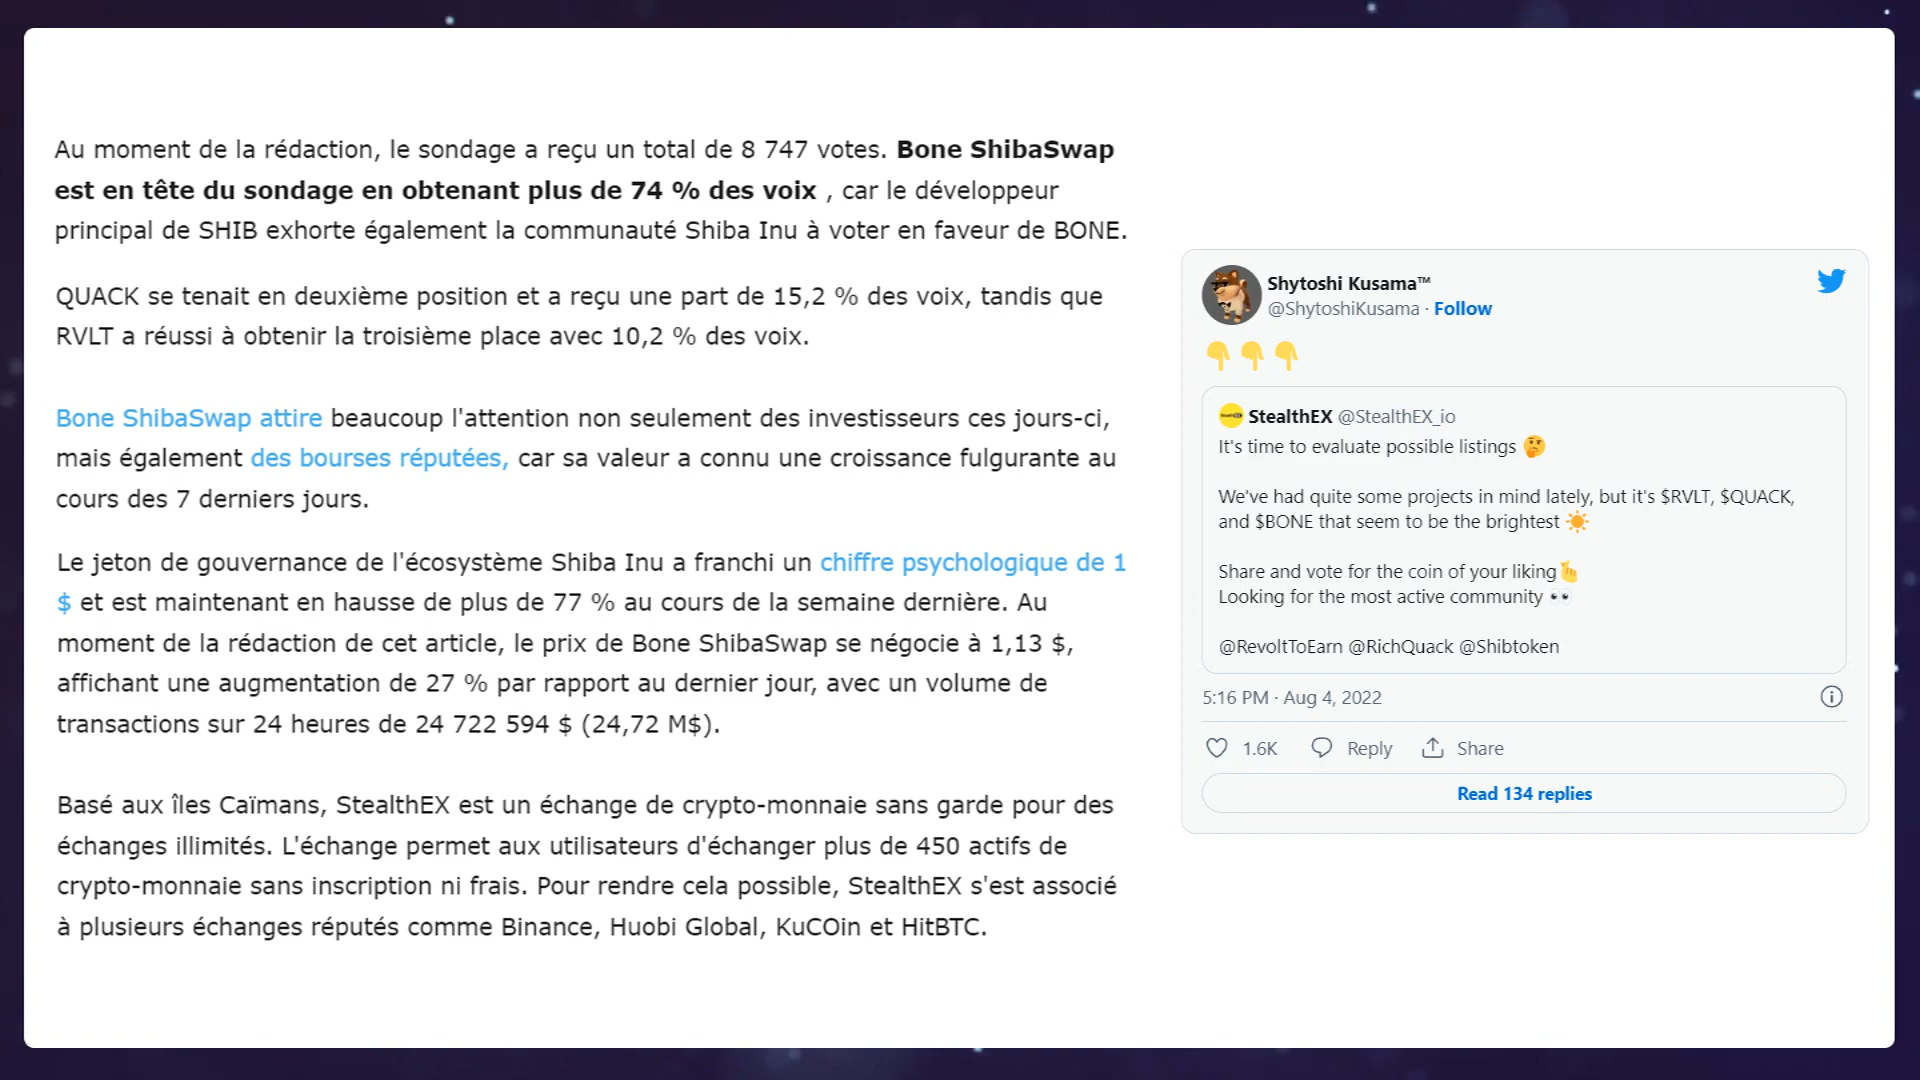 Au moment de la rédaction, le sondage a reçu un total de 8 747 votes. Bone ShibaSwap
est en tête du sondage en obtenant plus de 74 % des voix , car le développeur
principal de SHIB exhorte également la communauté Shiba Inu à voter en faveur de BONE.
QUACK se tenait en deuxième position et a reçu une part de 15,2 % des voix, tandis que
RVLT a réussi à obtenir la troisième place avec 10,2 % des voix.
Bone ShibaSwap attire beaucoup l'attention non seulement des investisseurs ces jours-ci,
mais également des bourses réputées, car sa valeur a connu une croissance fulgurante au
cours des 7 derniers jours.
Le jeton de gouvernance de l'écosystème Shiba Inu a franchi un chiffre psychologique de 1
$ et est maintenant en hausse de plus de 77 % au cours de la semaine dernière. Au
moment de la rédaction de cet article, le prix de Bone ShibaSwap se négocie à 1,13 $,
affichant une augmentation de 27 % par rapport au dernier jour, avec un volume de
transactions sur 24 heures de 24 722 594 $ (24,72 M$).
Basé aux îles Caïmans, StealthEX est un échange de crypto-monnaie sans garde pour des
échanges illimités. L'échange permet aux utilisateurs d'échanger plus de 450 actifs de
crypto-monnaie sans inscription ni frais. Pour rendre cela possible, StealthEX s'est associé
à plusieurs échanges réputés comme Binance, Huobi Global, KuCOin et HitBTC.
Shytoshi Kusama™
@ShytoshiKusama · Follow
👇👇👇
StealthEX @StealthEX_io
It's time to evaluate possible listings 🤔
We've had quite some projects in mind lately, but it's $RVLT, $QUACK,
and $BONE that seem to be the brightest ☀️
Share and vote for the coin of your liking👆
Looking for the most active community 👀
@RevoltToEarn @RichQuack @Shibtoken
5:16 PM · Aug 4, 2022
1.6K Reply Share
Read 134 replies